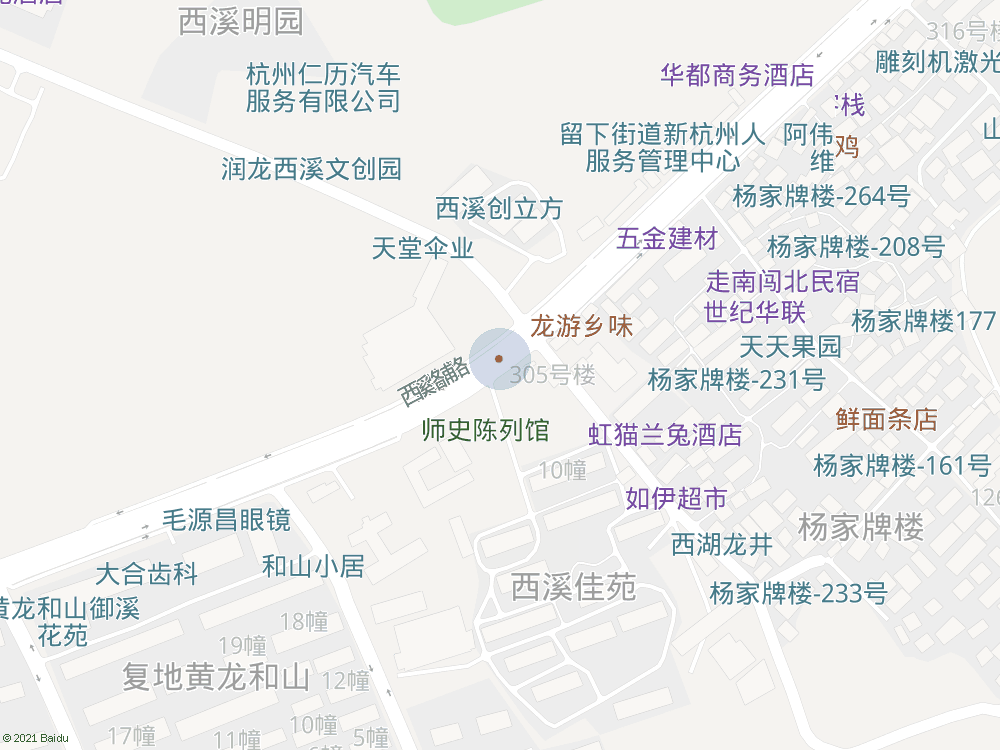 西溪明园
316号楼
杭州仁历汽车
服务有限公司
华都商务酒店
雕刻机激光
栈
留下街道新杭州人
服务管理中心
阿伟
维
鸡
山
润龙西溪文创园
西溪创立方
杨家牌楼-264号
天堂伞业
五金建材
杨家牌楼-208号
走南闯北民宿
世纪华联
龙游乡味
杨家牌楼177
天天果园
305号楼
杨家牌楼-231号
西溪路辅路
师史陈列馆
虹猫兰兔酒店
鲜面条店
10幢
杨家牌楼-161号
如伊超市
126
毛源昌眼镜
杨家牌楼
西湖龙井
大合齿科
和山小居
西溪佳苑
杨家牌楼-233号
黄龙和山御溪
花苑
18幢
19幢
复地黄龙和山
12幢
17幢
11幢
10幢
5幢
© 2021 Baidu